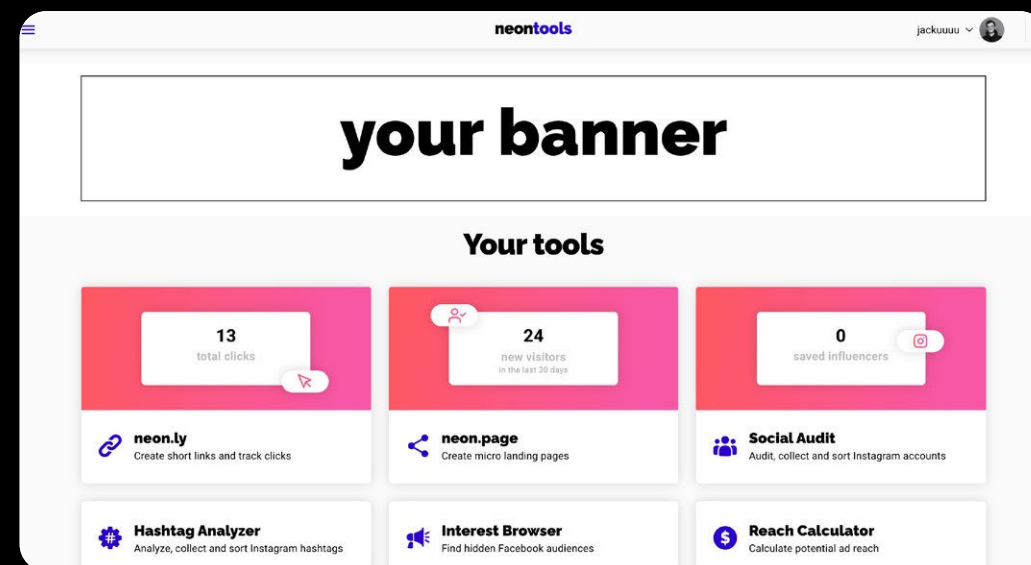 neontools
jackuuuu
your banner
Your tools
13
total clicks
24
new visitors
in the last 30 days
0
saved influencers
neon.ly
Create short links and track clicks
neon.page
Create micro landing pages
Social Audit
Audit, collect and sort Instagram accounts
Hashtag Analyzer
Analyze, collect and sort Instagram hashtags
Interest Browser
Find hidden Facebook audiences
Reach Calculator
Calculate potential ad reach